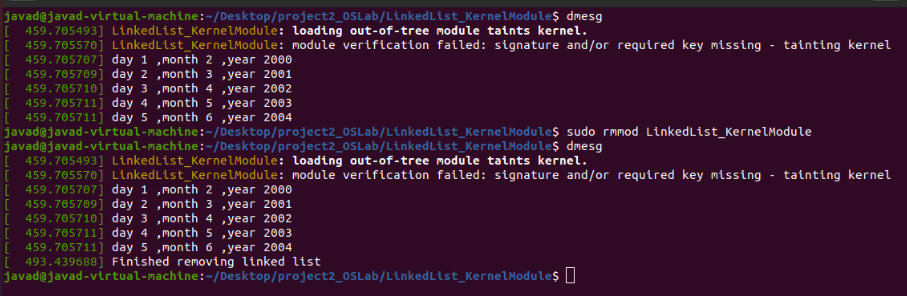 javad@javad-virtual-machine:~/Desktop/project2_OSLab/LinkedList_KernelModule$ dmesg
[  459.705493] LinkedList_KernelModule: loading out-of-tree module taints kernel.
[  459.705570] LinkedList_KernelModule: module verification failed: signature and/or required key missing - tainting kernel
[  459.705707] day 1 ,month 2 ,year 2000
[  459.705709] day 2 ,month 3 ,year 2001
[  459.705710] day 3 ,month 4 ,year 2002
[  459.705711] day 4 ,month 5 ,year 2003
[  459.705711] day 5 ,month 6 ,year 2004
javad@javad-virtual-machine:~/Desktop/project2_OSLab/LinkedList_KernelModule$ sudo rmmod LinkedList_KernelModule
javad@javad-virtual-machine:~/Desktop/project2_OSLab/LinkedList_KernelModule$ dmesg
[  459.705493] LinkedList_KernelModule: loading out-of-tree module taints kernel.
[  459.705570] LinkedList_KernelModule: module verification failed: signature and/or required key missing - tainting kernel
[  459.705707] day 1 ,month 2 ,year 2000
[  459.705709] day 2 ,month 3 ,year 2001
[  459.705710] day 3 ,month 4 ,year 2002
[  459.705711] day 4 ,month 5 ,year 2003
[  459.705711] day 5 ,month 6 ,year 2004
[  493.439688] Finished removing linked list
javad@javad-virtual-machine:~/Desktop/project2_OSLab/LinkedList_KernelModule$